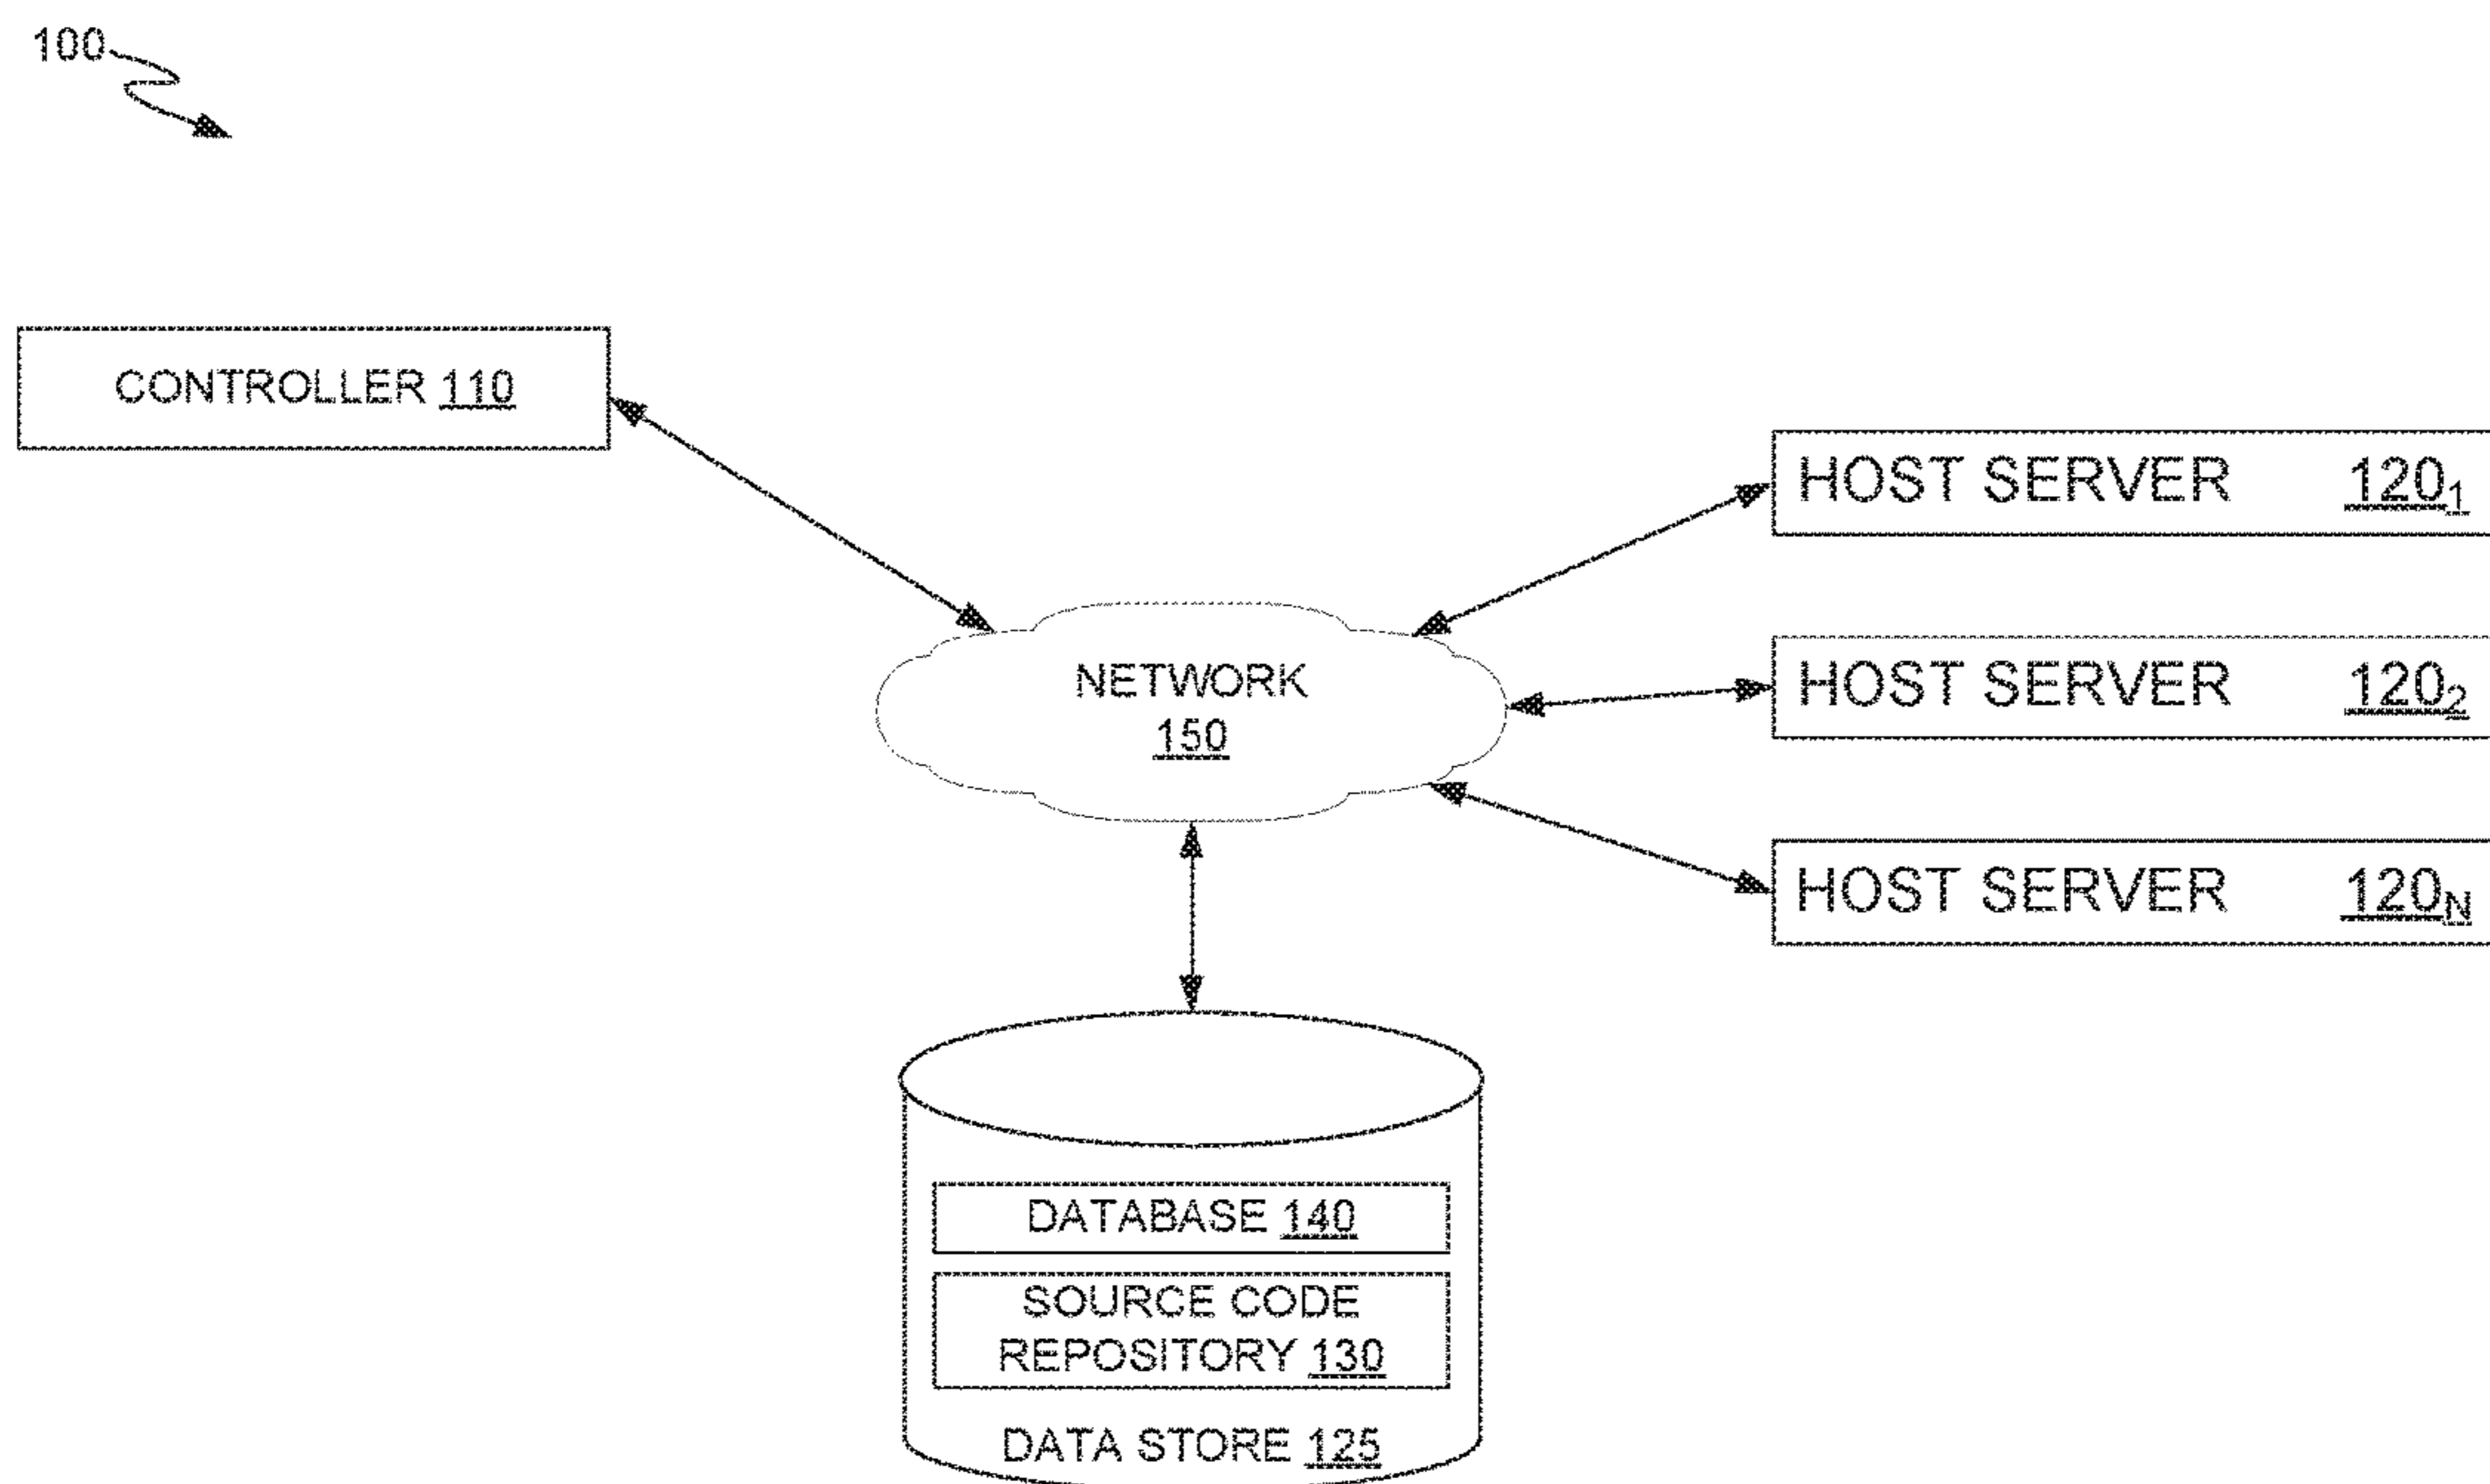 100
CONTROLLER 110
HOST SERVER 120₁
NETWORK
150
HOST SERVER 120₂
HOST SERVER 120N
DATABASE 140
SOURCE CODE
REPOSITORY 130
DATA STORE 125